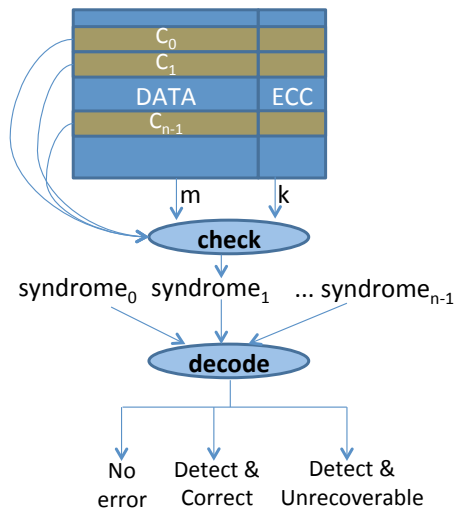 C0
C1
DATA ECC
Cn-1
m k
check
syndrome0 syndrome1 ... syndromen-1
decode
No error
Detect & Correct
Detect & Unrecoverable